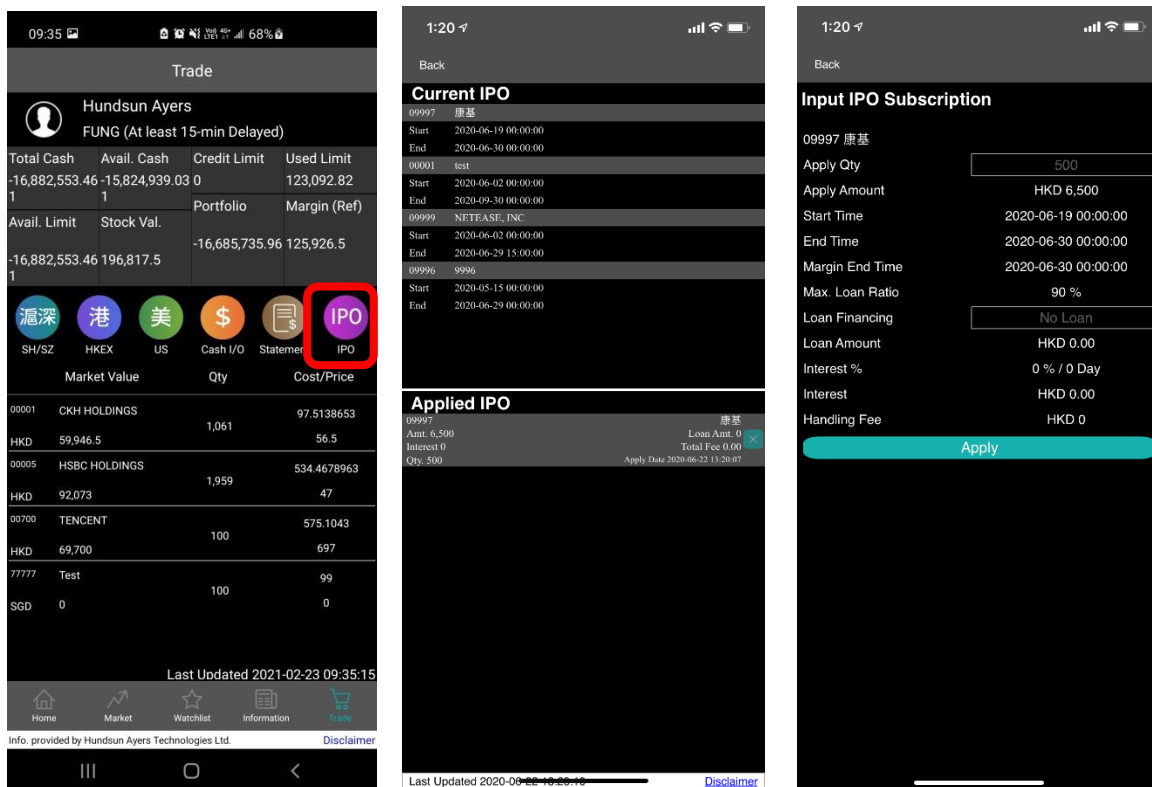 09:35 68%
Trade
Hundsun Ayers
FUNG (At least 15-min Delayed)
Total Cash Avail. Cash Credit Limit Used Limit
-16,882,553.461 -15,824,939.031 0 123,092.82
Avail. Limit Stock Val. Portfolio Margin (Ref)
-16,882,553.461 196,817.5 -16,685,735.96 125,926.5
滬深 港 美 $ IPO
SH/SZ HKEX US Cash I/O Statemen IPO
Market Value Qty Cost/Price
00001 CKH HOLDINGS 1,061 97.5138653
HKD 59,946.5 56.5
00005 HSBC HOLDINGS 1,959 534.4678963
HKD 92,073 47
00700 TENCENT 100 575.1043
HKD 69,700 697
77777 Test 100 99
SGD 0 0
Last Updated 2021-02-23 09:35:15
Home Market Watchlist Information Trade
Info. provided by Hundsun Ayers Technologies Ltd. Disclaimer
1:20
Back
Current IPO
09997 康基
Start 2020-06-19 00:00:00
End 2020-06-30 00:00:00
00001 test
Start 2020-06-02 00:00:00
End 2020-09-30 00:00:00
09999 NETEASE, INC
Start 2020-06-02 00:00:00
End 2020-06-29 15:00:00
09996 9996
Start 2020-05-15 00:00:00
End 2020-06-29 00:00:00
Applied IPO
09997 康基
Amt. 6,500 Loan Amt. 0
Interest 0 Total Fee 0.00
Qty. 500 Apply Date 2020-06-22 13:20:07
Last Updated Disclaimer
1:20
Back
Input IPO Subscription
09997 康基
Apply Qty 500
Apply Amount HKD 6,500
Start Time 2020-06-19 00:00:00
End Time 2020-06-30 00:00:00
Margin End Time 2020-06-30 00:00:00
Max. Loan Ratio 90 %
Loan Financing No Loan
Loan Amount HKD 0.00
Interest % 0 % / 0 Day
Interest HKD 0.00
Handling Fee HKD 0
Apply